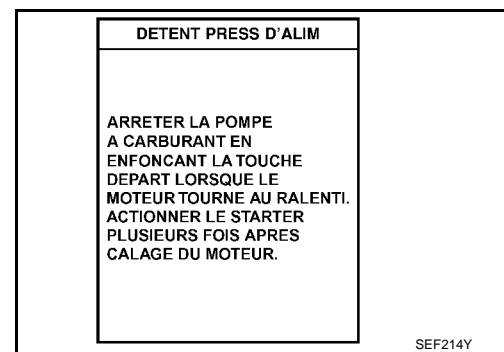 DETENT PRESS D'ALIM
ARRETER LA POMPE
A CARBURANT EN
ENFONCANT LA TOUCHE
DEPART LORSQUE LE
MOTEUR TOURNE AU RALENTI.
ACTIONNER LE STARTER
PLUSIEURS FOIS APRES
CALAGE DU MOTEUR.
SEF214Y